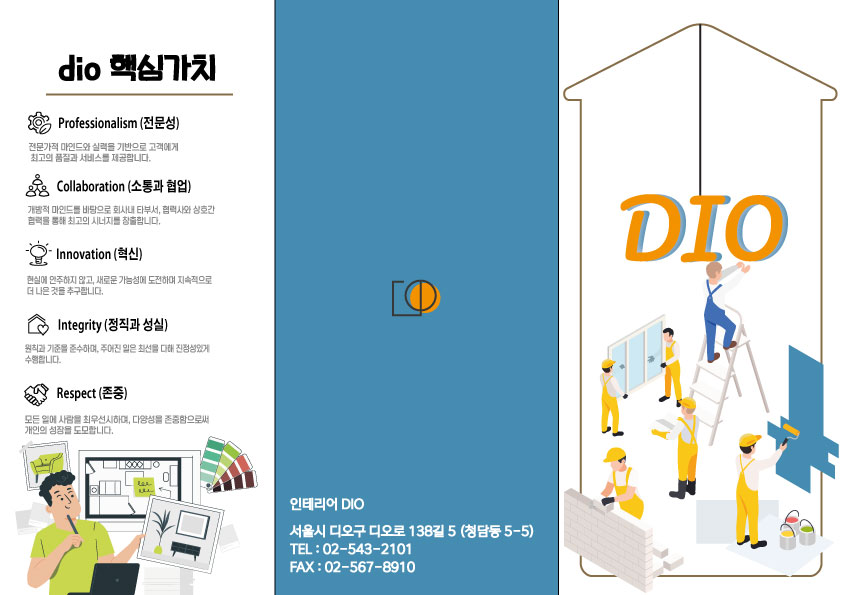 dio 핵심가치
Professionalism (전문성)
전문가적 마인드와 실력을 기반으로 고객에게
최고의 품질과 서비스를 제공합니다.
Collaboration (소통과 협업)
개방적 마인드를 바탕으로 회사내 타부서, 협력사와 상호간
협력을 통해 최고의 시너지를 창출합니다.
Innovation (혁신)
현실에 안주하지 않고, 새로운 가능성에 도전하며 지속적으로
더 나은 것을 추구합니다.
Integrity (정직과 성실)
원칙과 기준을 준수하며, 주어진 일은 최선을 다해 진정성있게
수행합니다.
Respect (존중)
모든 일에 사람을 최우선시하며, 다양성을 존중함으로써
개인의 성장을 도모합니다.
인테리어 DIO
서울시 디오구 디오로 138길 5 (청담동 5-5)
TEL : 02-543-2101
FAX : 02-567-8910
DIO